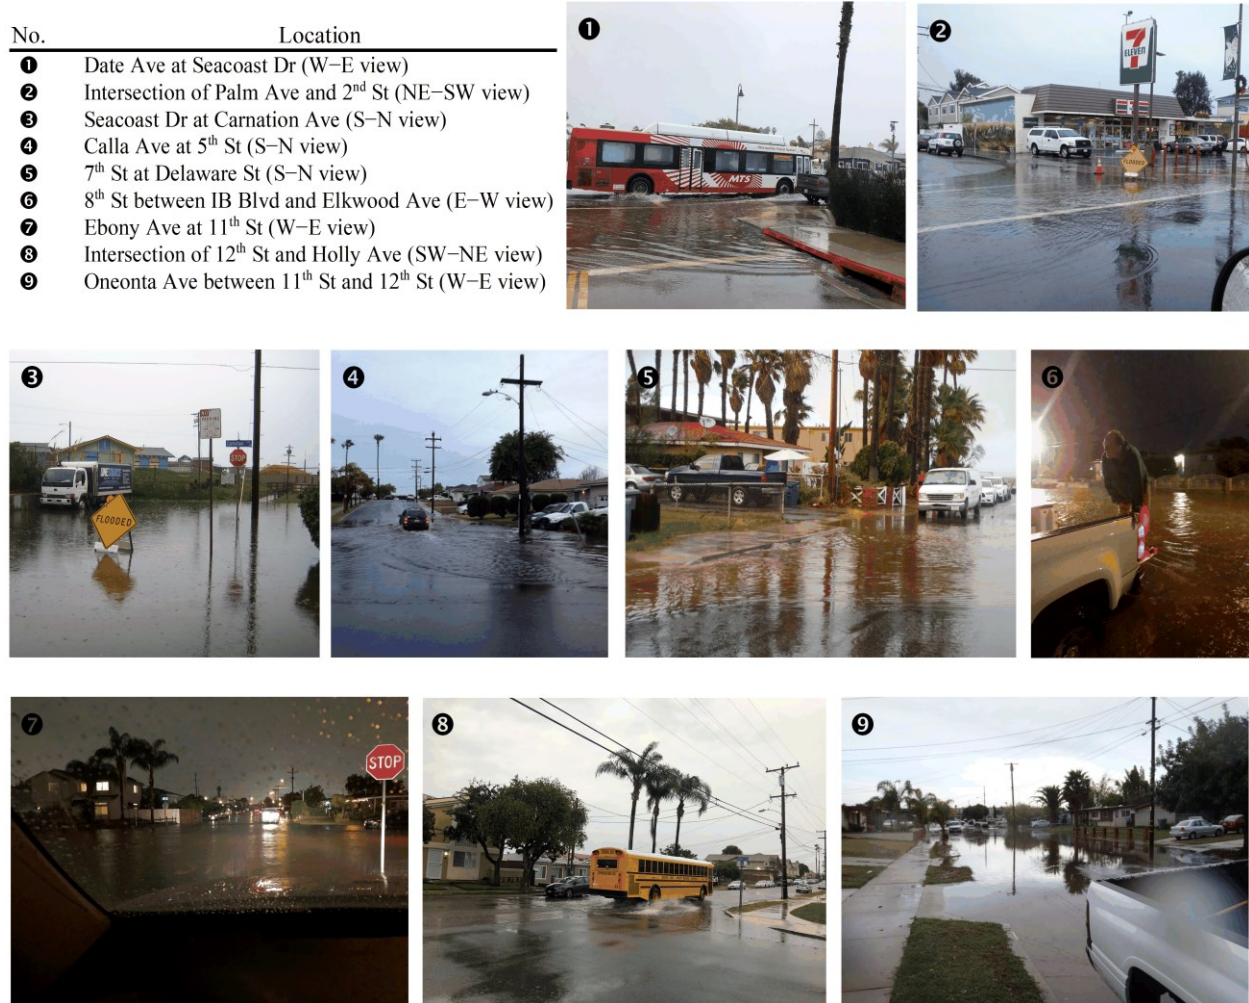 No. Location
❶ Date Ave at Seacoast Dr (W−E view)
❷ Intersection of Palm Ave and 2nd St (NE−SW view)
❸ Seacoast Dr at Carnation Ave (S−N view)
❹ Calla Ave at 5th St (S−N view)
❺ 7th St at Delaware St (S−N view)
❻ 8th St between IB Blvd and Elkwood Ave (E−W view)
❼ Ebony Ave at 11th St (W−E view)
❽ Intersection of 12th St and Holly Ave (SW−NE view)
❾ Oneonta Ave between 11th St and 12th St (W−E view)
❶
MTS
❷
7
ELEVEN
FLOODED
❸
STOP
FLOODED
❹
❺
❻
❼
STOP
❽
❾